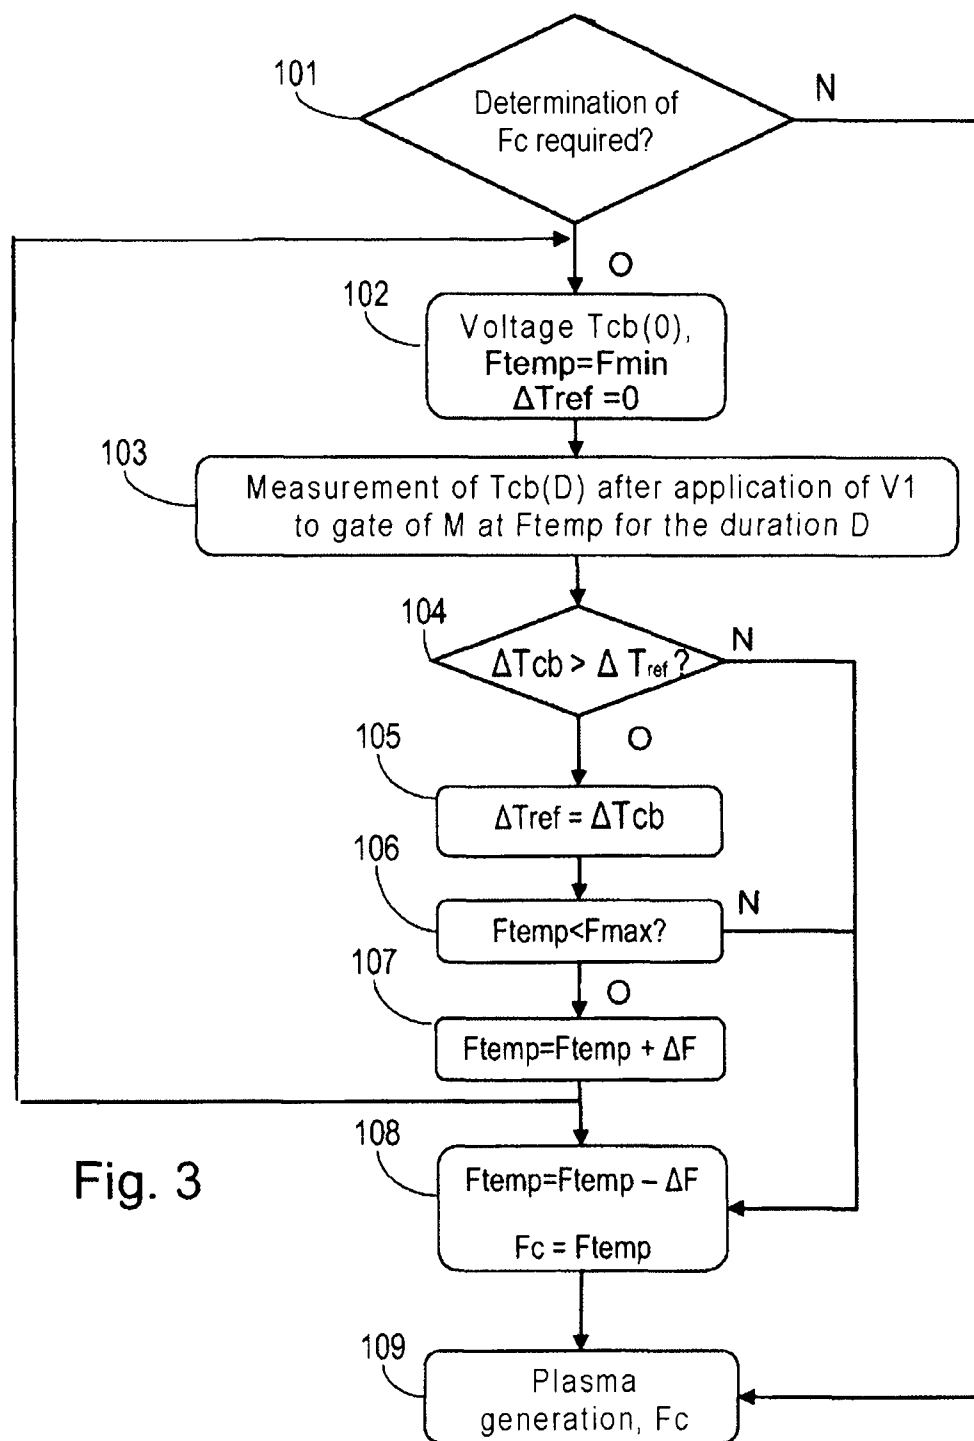 101
Determination of
Fc required?
N
O
102
Voltage Tcb(0),
Ftemp=Fmin
ΔTref =0
103
Measurement of Tcb(D) after application of V1
to gate of M at Ftemp for the duration D
104
ΔTcb > Δ Tref ?
N
O
105
ΔTref = ΔTcb
106
Ftemp<Fmax?
N
O
107
Ftemp=Ftemp + ΔF
108
Ftemp=Ftemp – ΔF
Fc = Ftemp
Fig. 3
109
Plasma
generation, Fc